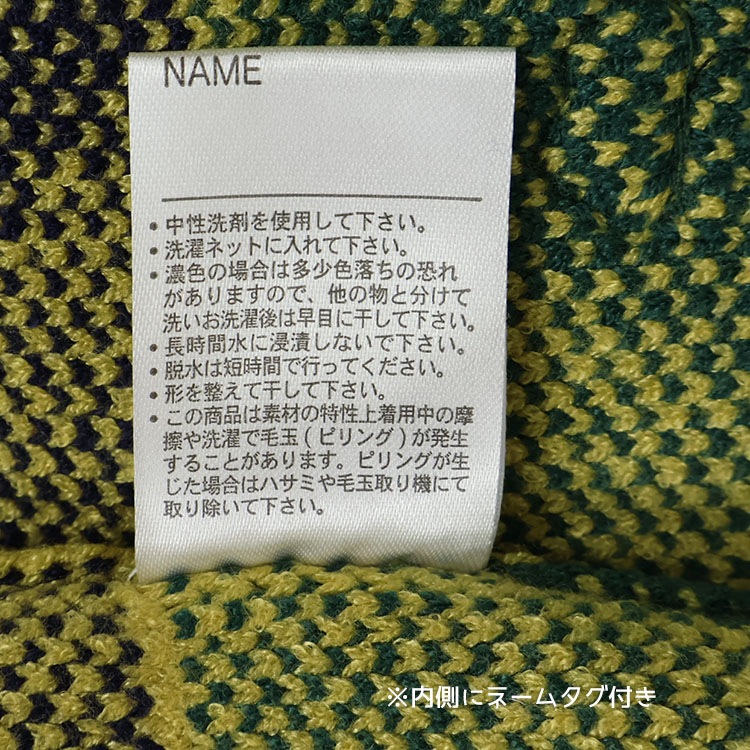 NAME
・中性洗剤を使用して下さい。
・洗濯ネットに入れて下さい。
・濃色の場合は多少色落ちの恐れ
がありますので、他の物と分けて
洗いお洗濯後は早目に干して下さい。
・長時間水に浸漬しないで下さい。
・脱水は短時間で行ってください。
・形を整えて干して下さい。
・この商品は素材の特性上着用中の摩
擦や洗濯で毛玉(ピリング)が発生
することがあります。ピリングが生
じた場合はハサミや毛玉取り機にて
取り除いて下さい。
※内側にネームタグ付き